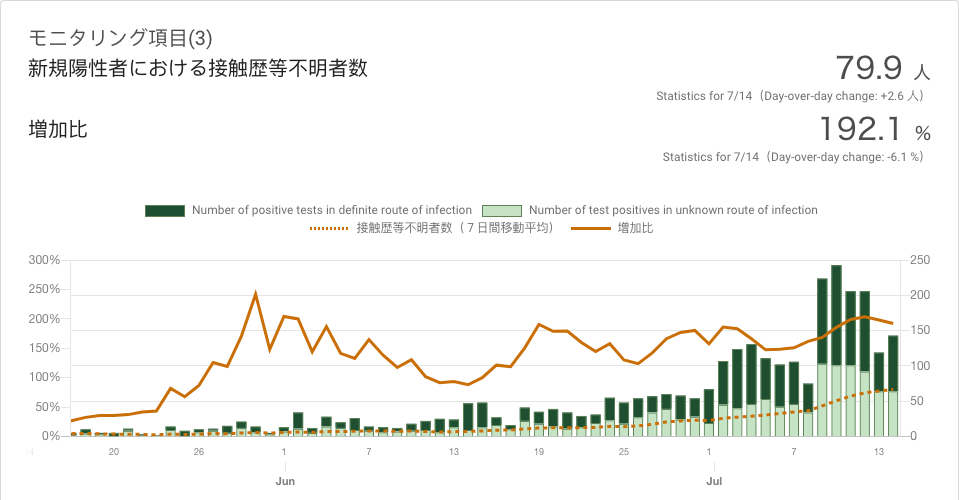 モニタリング項目(3)
新規陽性者における接触歴等不明者数
79.9 人
Statistics for 7/14（Day-over-day change: +2.6 人）
増加比
192.1 %
Statistics for 7/14（Day-over-day change: -6.1 %）
Number of positive tests in definite route of infection Number of test positives in unknown route of infection
接触歴等不明者数（７日間移動平均） 増加比
300% 250
250% 200
200% 150
150% 100
100% 50
50% 0
0%
20 26 1 7 13 19 25 1 7 13
Jun Jul